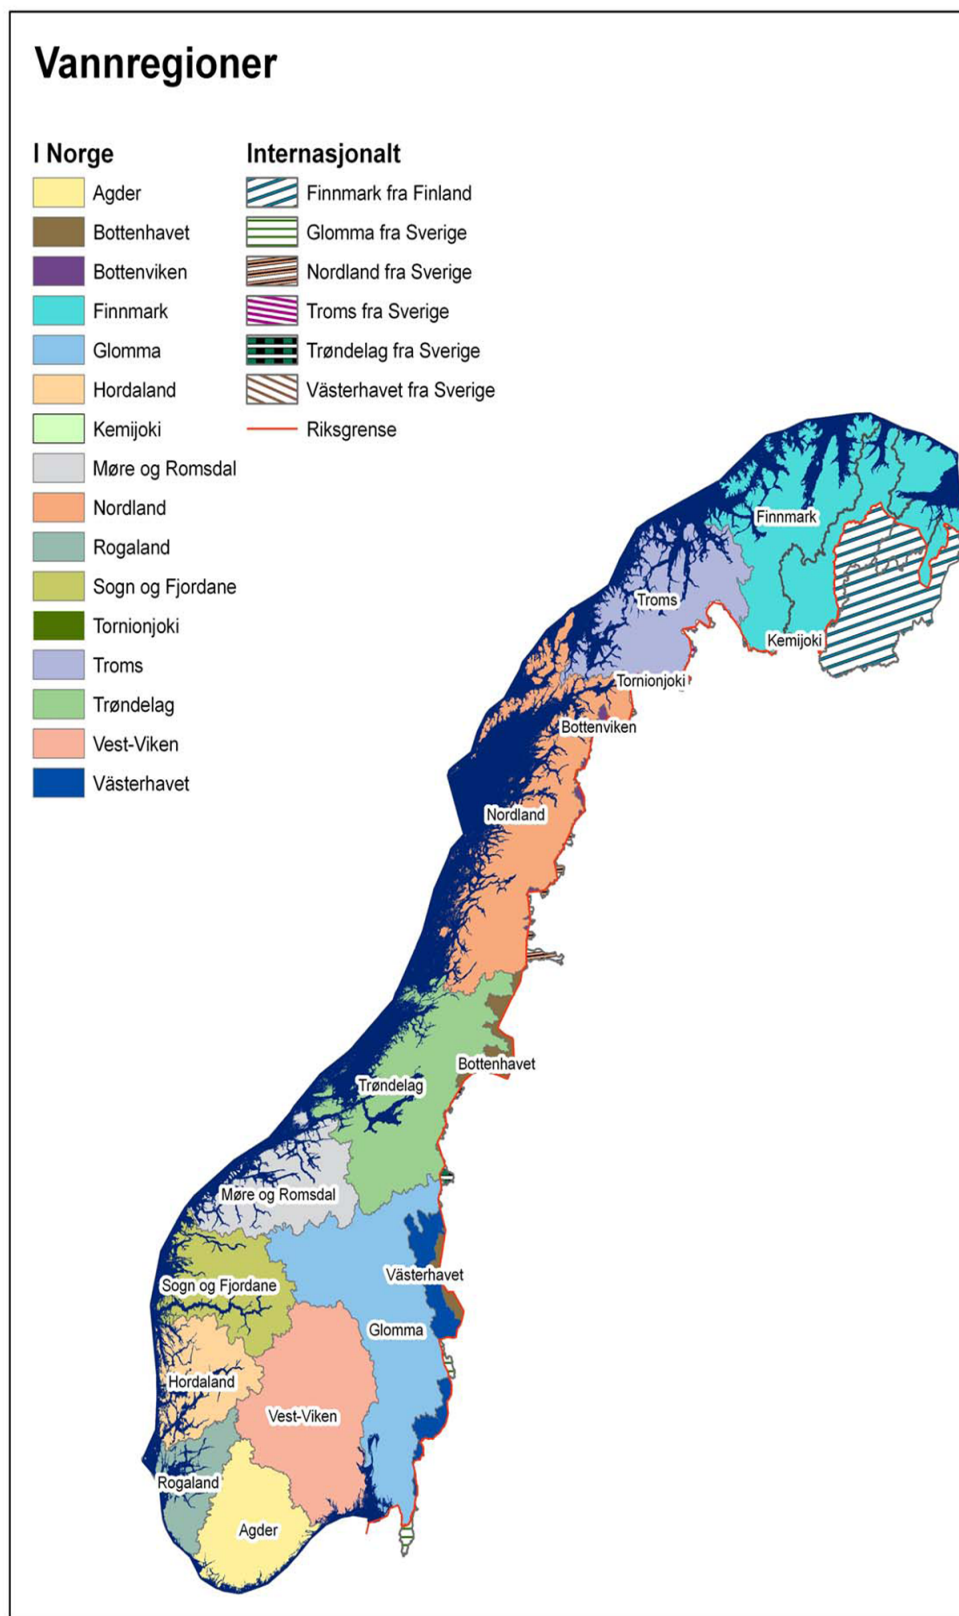 Vannregioner
I Norge
Agder
Bottenhavet
Bottenviken
Finnmark
Glomma
Hordaland
Kemijoki
Møre og Romsdal
Nordland
Rogaland
Sogn og Fjordane
Tornionjoki
Troms
Trøndelag
Vest-Viken
Västerhavet
Internasjonalt
Finnmark fra Finland
Glomma fra Sverige
Nordland fra Sverige
Troms fra Sverige
Trøndelag fra Sverige
Västerhavet fra Sverige
Riksgrense
Finnmark
Troms
Kemijoki
Tornionjoki
Bottenviken
Nordland
Bottenhavet
Trøndelag
Møre og Romsdal
Västerhavet
Sogn og Fjordane
Glomma
Hordaland
Vest-Viken
Rogaland
Agder